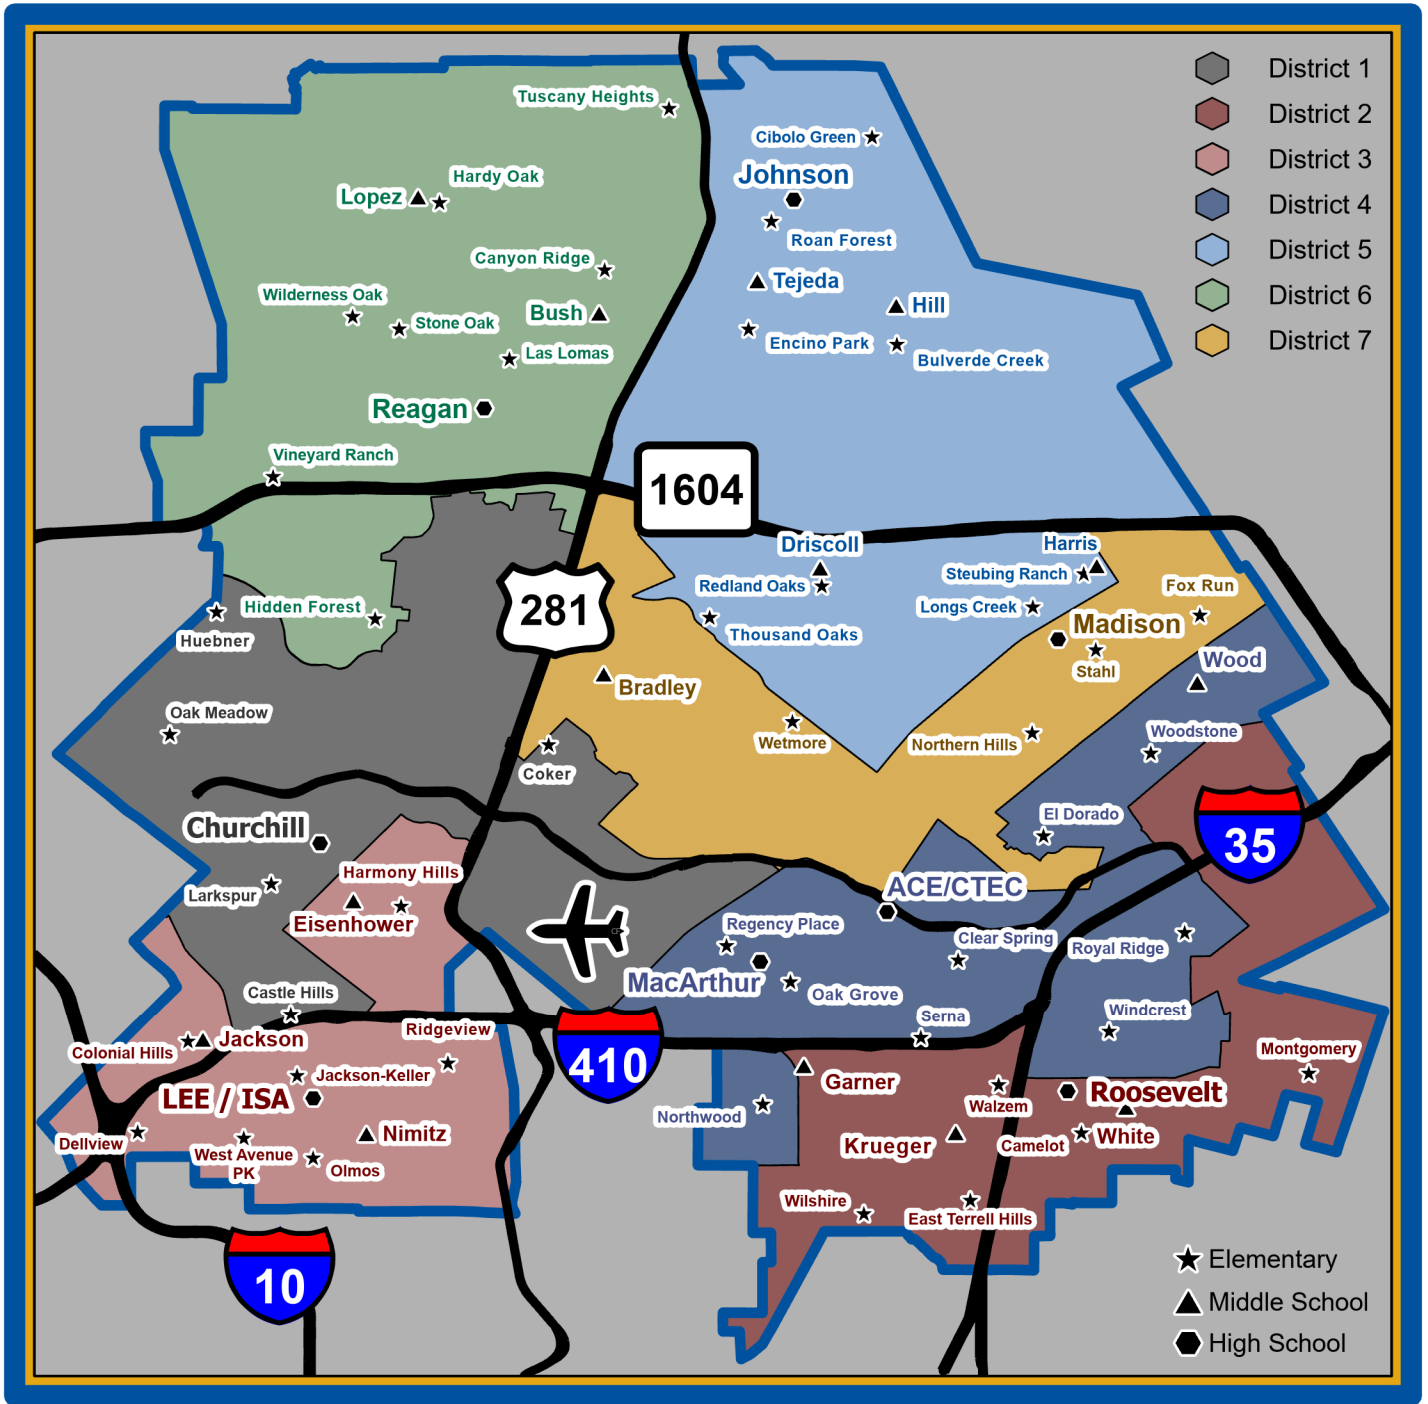 District 1
District 2
District 3
District 4
District 5
District 6
District 7
Tuscany Heights
Cibolo Green
Johnson
Hardy Oak
Lopez
Roan Forest
Canyon Ridge
Tejeda
Wilderness Oak
Bush
Hill
Stone Oak
Encino Park
Las Lomas
Bulverde Creek
Reagan
Vineyard Ranch
1604
Driscoll
Harris
Steubing Ranch
Redland Oaks
Fox Run
Hidden Forest
281
Longs Creek
Huebner
Thousand Oaks
Madison
Wood
Stahl
Bradley
Oak Meadow
Woodstone
Wetmore
Northern Hills
Coker
El Dorado
Churchill
35
Harmony Hills
ACE/CTEC
Larkspur
Eisenhower
Regency Place
Clear Spring
Royal Ridge
MacArthur
Castle Hills
Oak Grove
Windcrest
Serna
Ridgeview
Jackson
Colonial Hills
410
Montgomery
Jackson-Keller
Garner
LEE / ISA
Roosevelt
Walzem
Northwood
Nimitz
White
Dellview
Krueger
Camelot
West Avenue
PK
Olmos
Wilshire
East Terrell Hills
10
Elementary
Middle School
High School